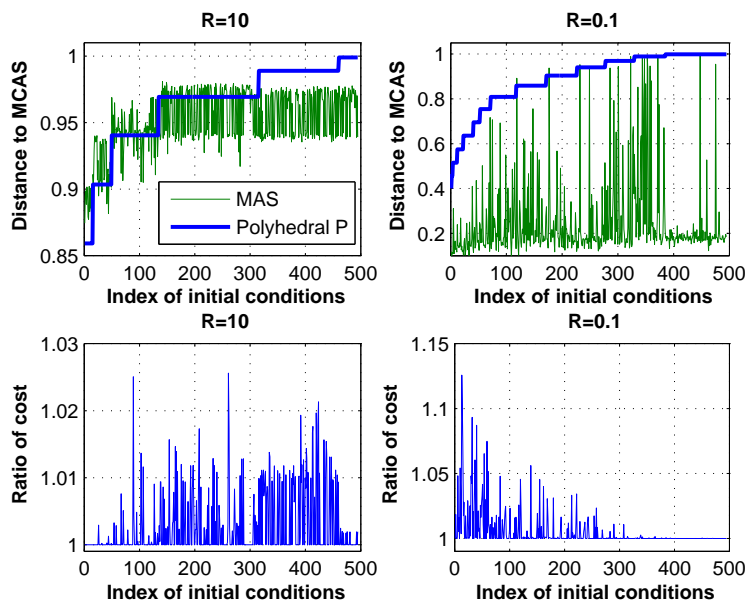 R=10
Distance to MCAS
1
0.95
0.9
0.85
MAS
Polyhedral P
0 100 200 300 400 500
Index of initial conditions
R=0.1
Distance to MCAS
1
0.8
0.6
0.4
0.2
0 100 200 300 400 500
Index of initial conditions
R=10
Ratio of cost
1.03
1.02
1.01
1
0 100 200 300 400 500
Index of initial conditions
R=0.1
Ratio of cost
1.15
1.1
1.05
1
0 100 200 300 400 500
Index of initial conditions